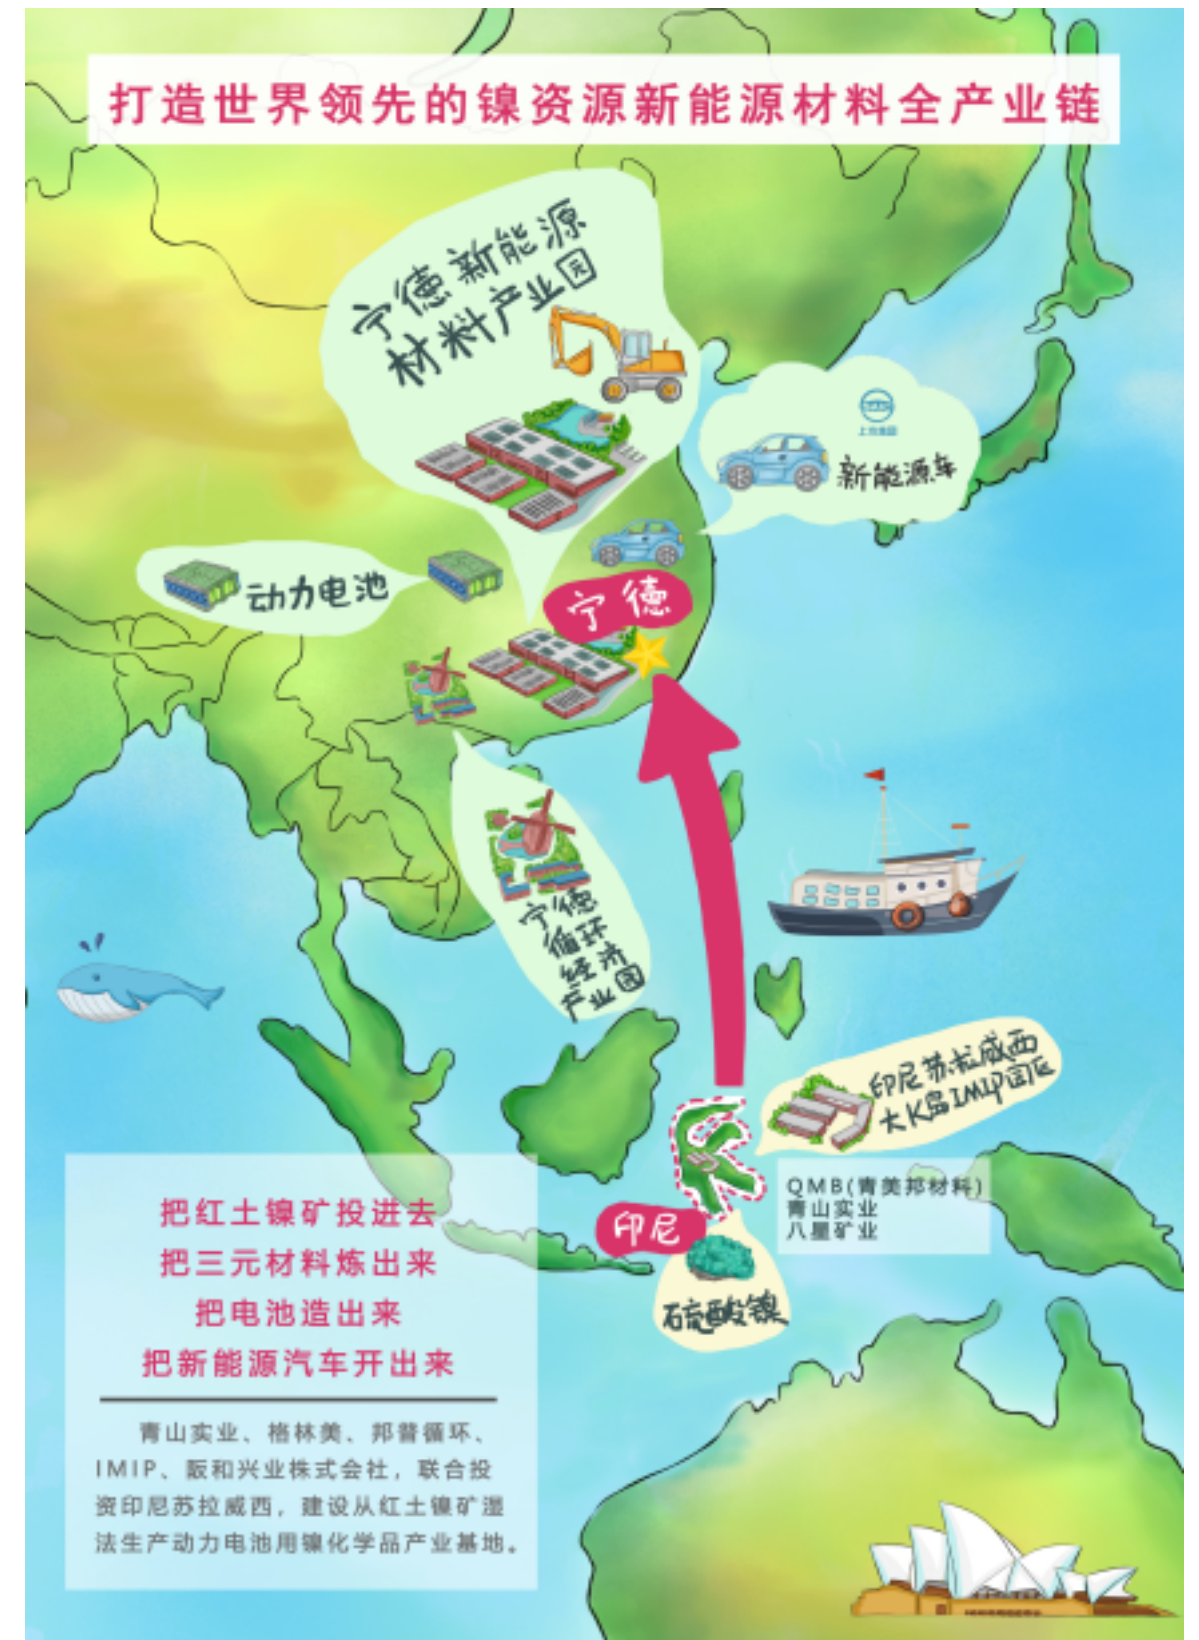 打造世界领先的镍资源新能源材料全产业链
宁德新能源
材料产业园
上汽集团
新能源车
动力电池
宁德
宁德
循环
经济
产业园
印尼苏拉威西
大K岛IMIP园区
QMB(青美邦材料)
青山实业
八星矿业
印尼
硫酸镍
把红土镍矿投进去
把三元材料炼出来
把电池造出来
把新能源汽车开出来
青山实业、格林美、邦普循环、
IMIP、阪和兴业株式会社，联合投
资印尼苏拉威西，建设从红土镍矿湿
法生产动力电池用镍化学品产业基地。